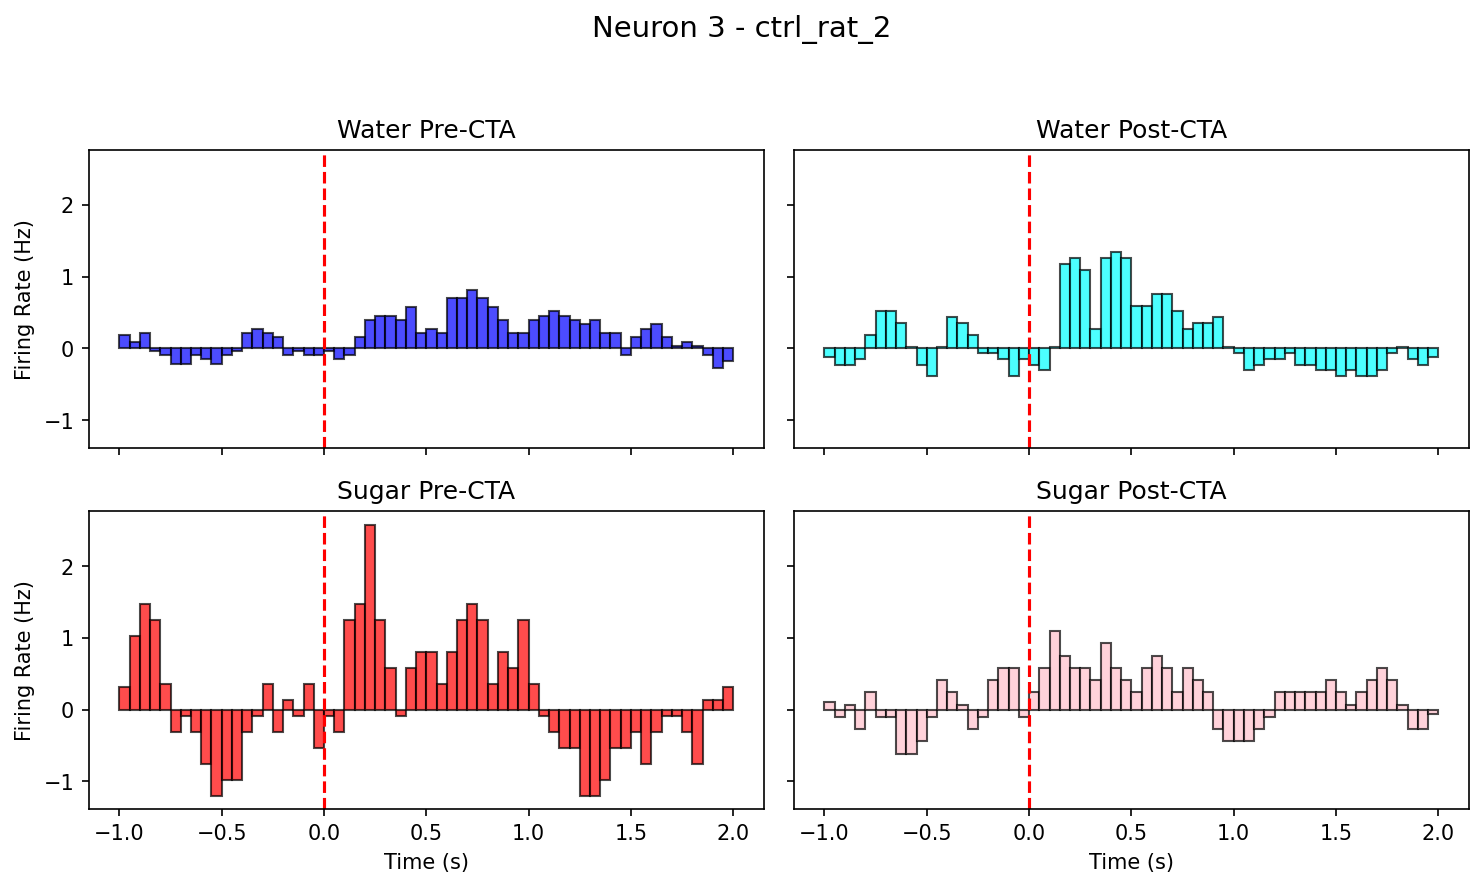 Neuron 3 - ctrl_rat_2
Water Pre-CTA
Water Post-CTA
Firing Rate (Hz)
2
1
0
−1
Sugar Pre-CTA
Sugar Post-CTA
Firing Rate (Hz)
2
1
0
−1
−1.0 −0.5 0.0 0.5 1.0 1.5 2.0
−1.0 −0.5 0.0 0.5 1.0 1.5 2.0
Time (s)
Time (s)